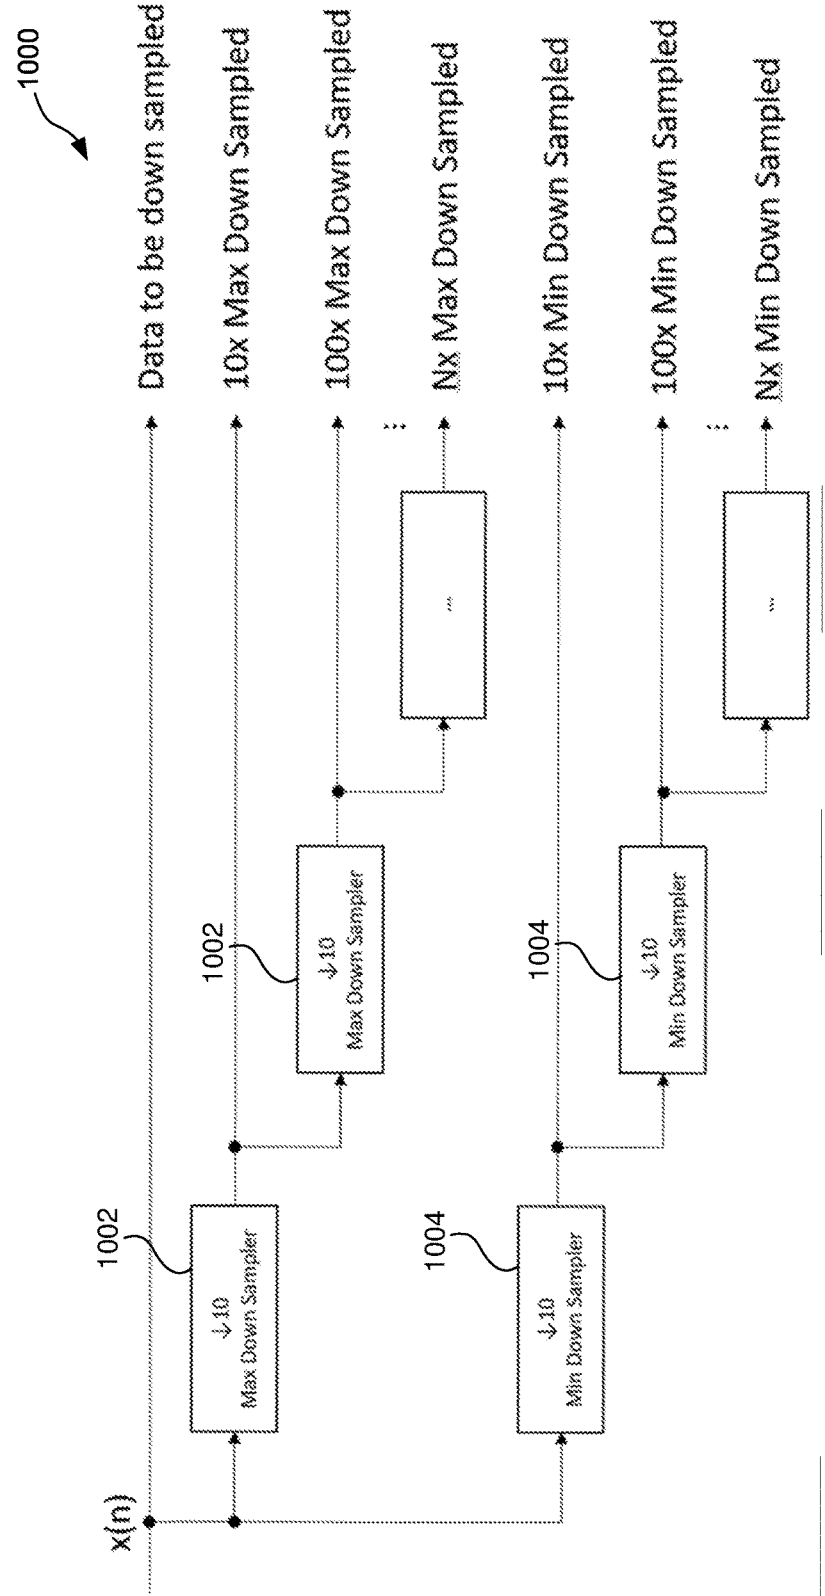 1000
x(n)
Data to be down sampled
1002
↓10
Max Down Sampler
10x Max Down Sampled
1002
↓10
Max Down Sampler
100x Max Down Sampled
...
...
Nx Max Down Sampled
1004
↓10
Min Down Sampler
10x Min Down Sampled
1004
↓10
Min Down Sampler
100x Min Down Sampled
...
...
Nx Min Down Sampled